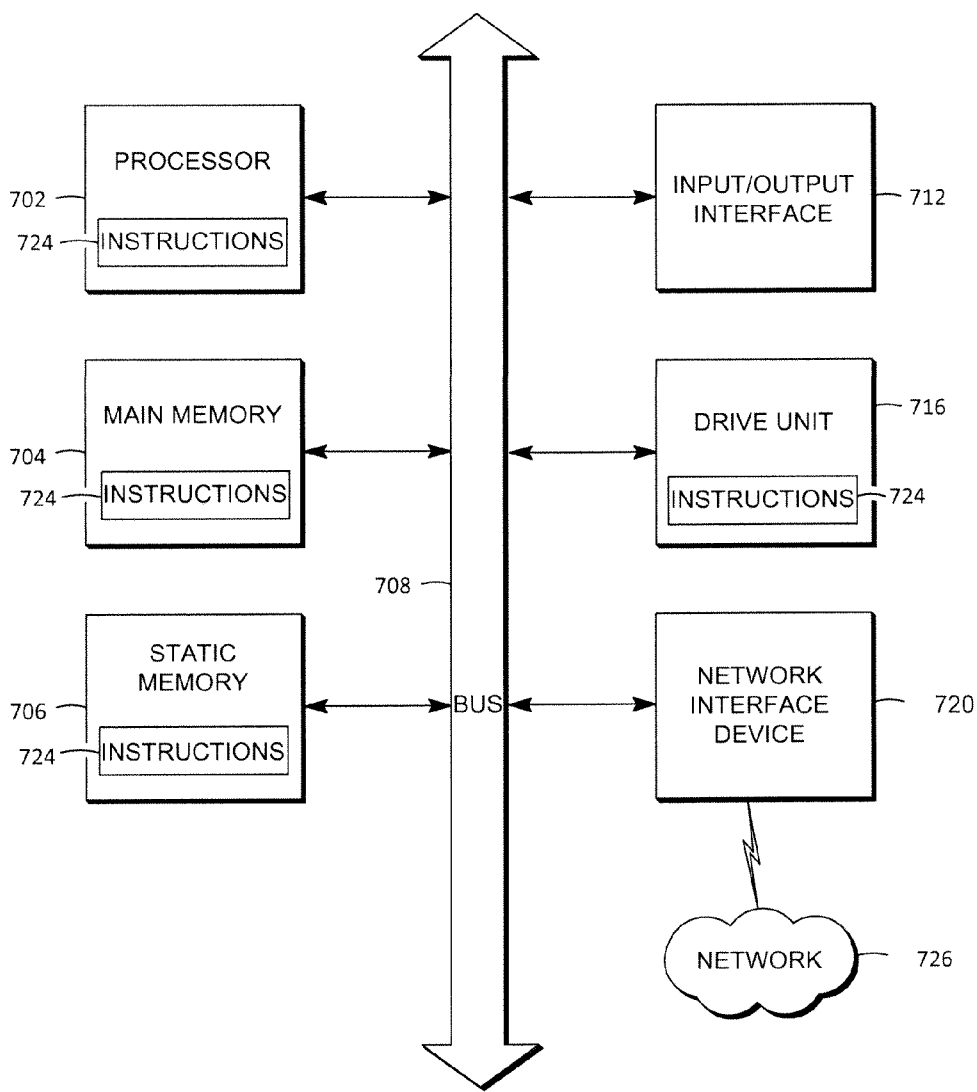 PROCESSOR
702
724
INSTRUCTIONS
INPUT/OUTPUT
INTERFACE
712
MAIN MEMORY
704
724
INSTRUCTIONS
DRIVE UNIT
716
INSTRUCTIONS
724
708
STATIC
MEMORY
706
724
INSTRUCTIONS
BUS
NETWORK
INTERFACE
DEVICE
720
NETWORK
726